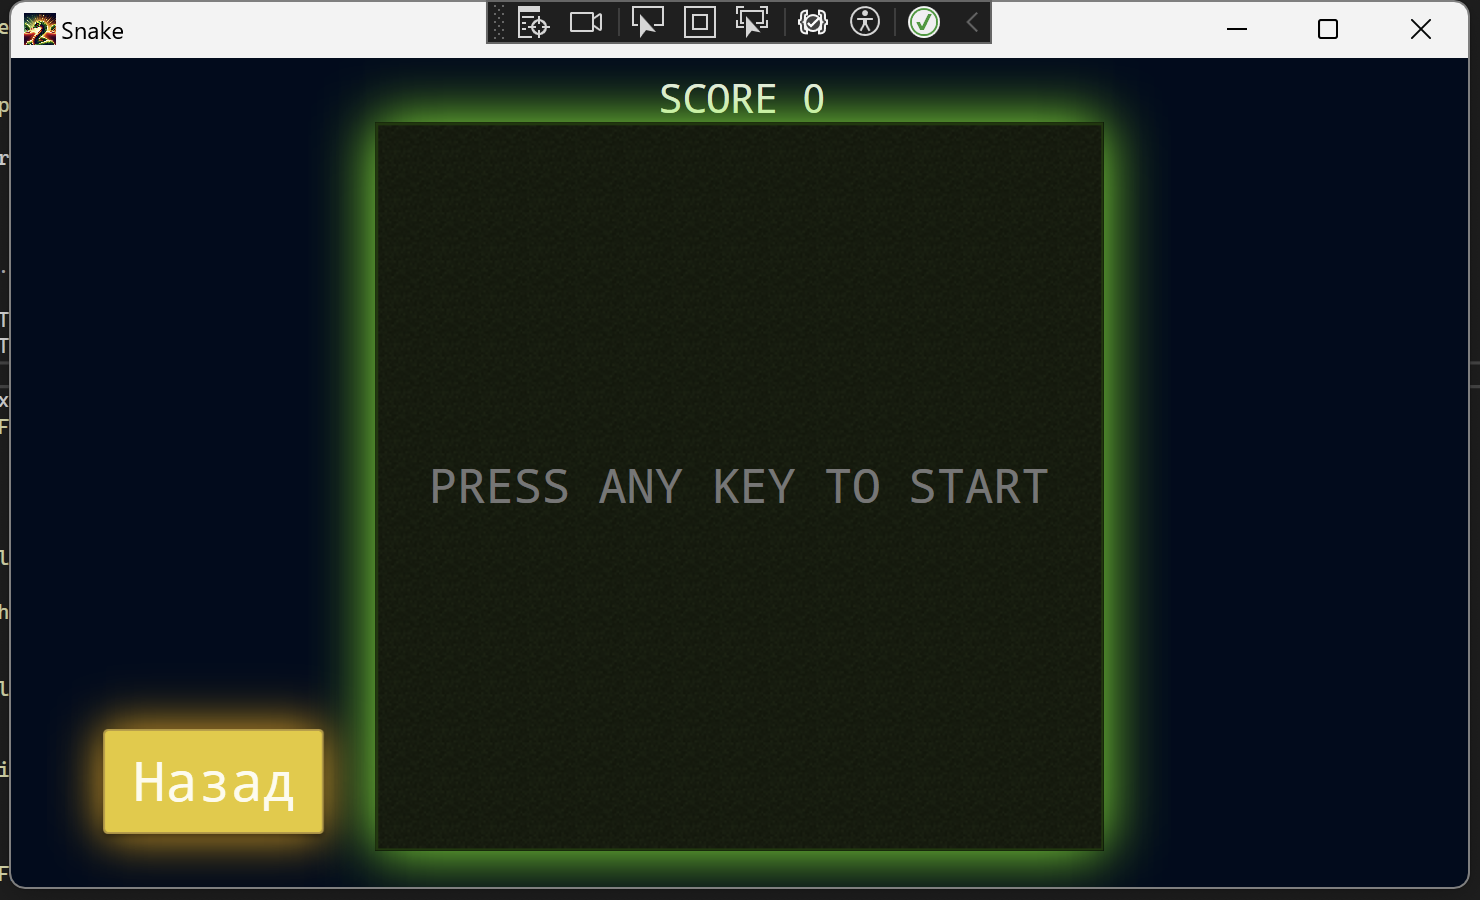 Snake
SCORE 0
PRESS ANY KEY TO START
Назад